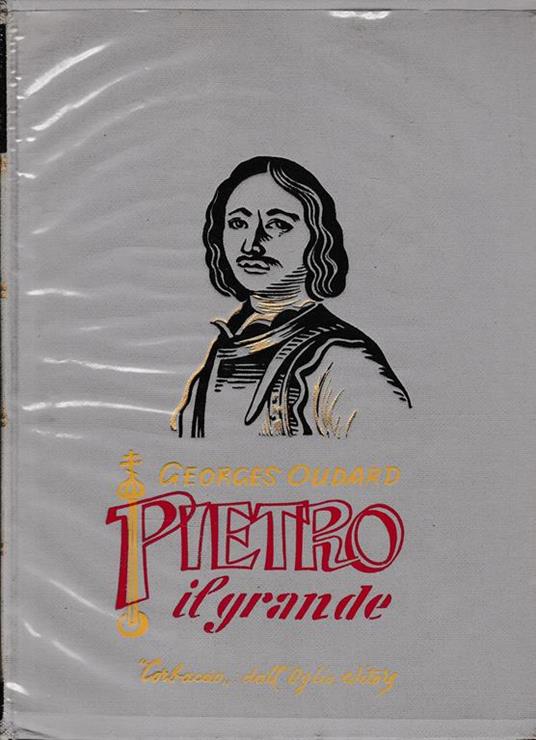 GEORGES OUDARD
PIETRO
il grande
"Corbaccio„ dall'Oglio editore